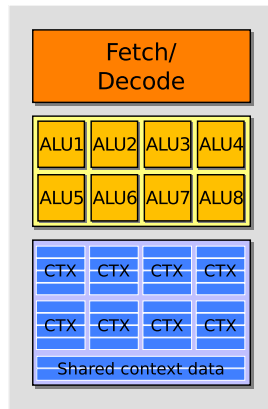 Fetch/
Decode
ALU1 ALU2 ALU3 ALU4
ALU5 ALU6 ALU7 ALU8
CTX CTX CTX CTX
CTX CTX CTX CTX
Shared context data